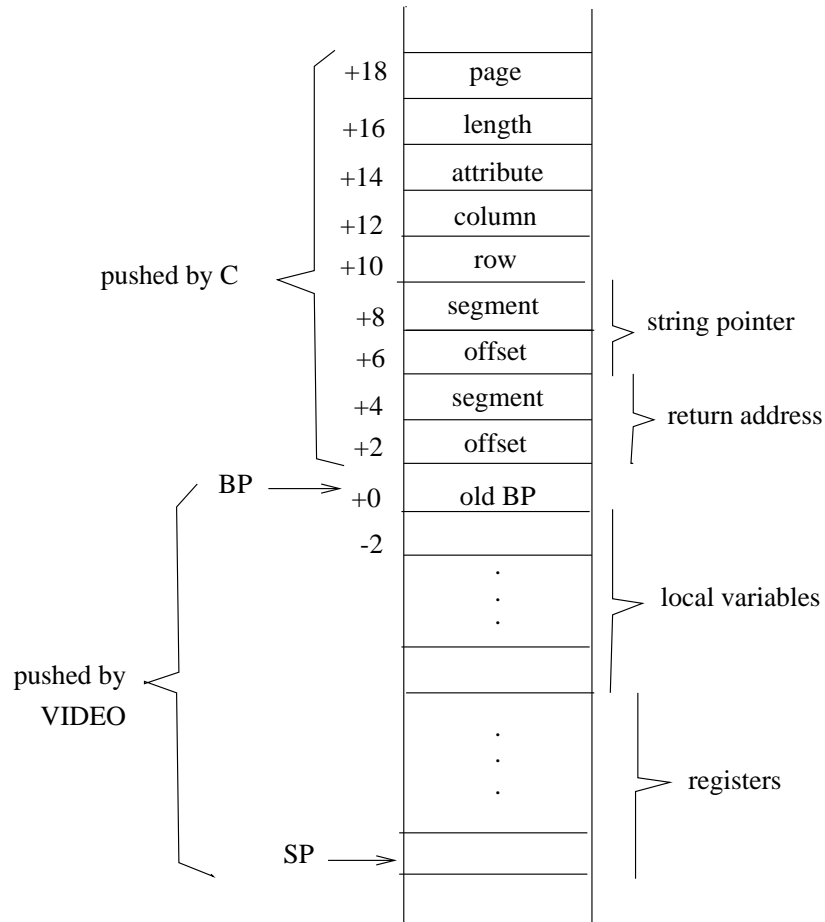 +18 page
+16 length
+14 attribute
+12 column
pushed by C +10 row
+8 segment
string pointer
+6 offset
+4 segment
return address
+2 offset
BP +0 old BP
-2
local variables
pushed by
VIDEO
registers
SP